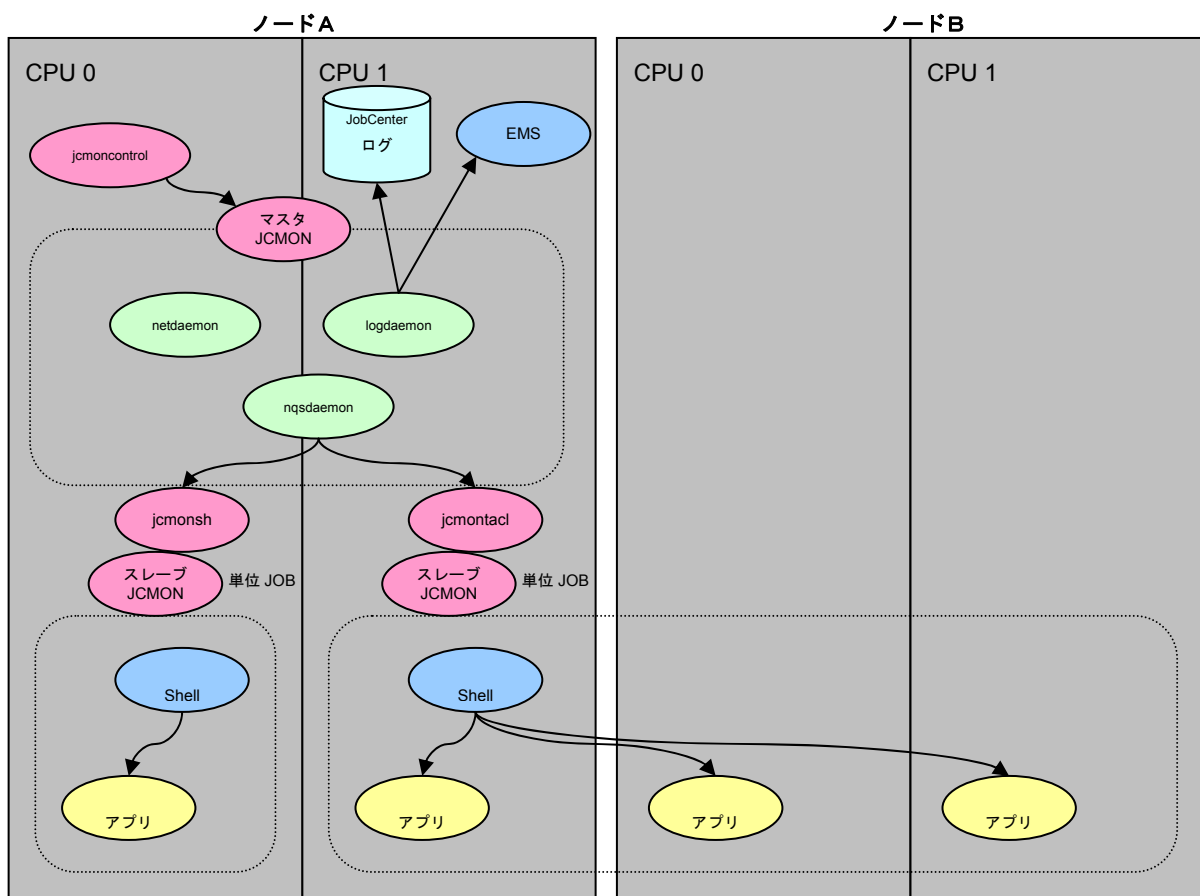 ノードA
ノードB
CPU 0
CPU 1
CPU 0
CPU 1
JobCenter
ログ
EMS
jcmoncontrol
マスタ
JCMON
netdaemon
logdaemon
nqsdaemon
jcmonsh
jcmontacl
スレーブ
JCMON
単位 JOB
スレーブ
JCMON
単位 JOB
Shell
Shell
アプリ
アプリ
アプリ
アプリ